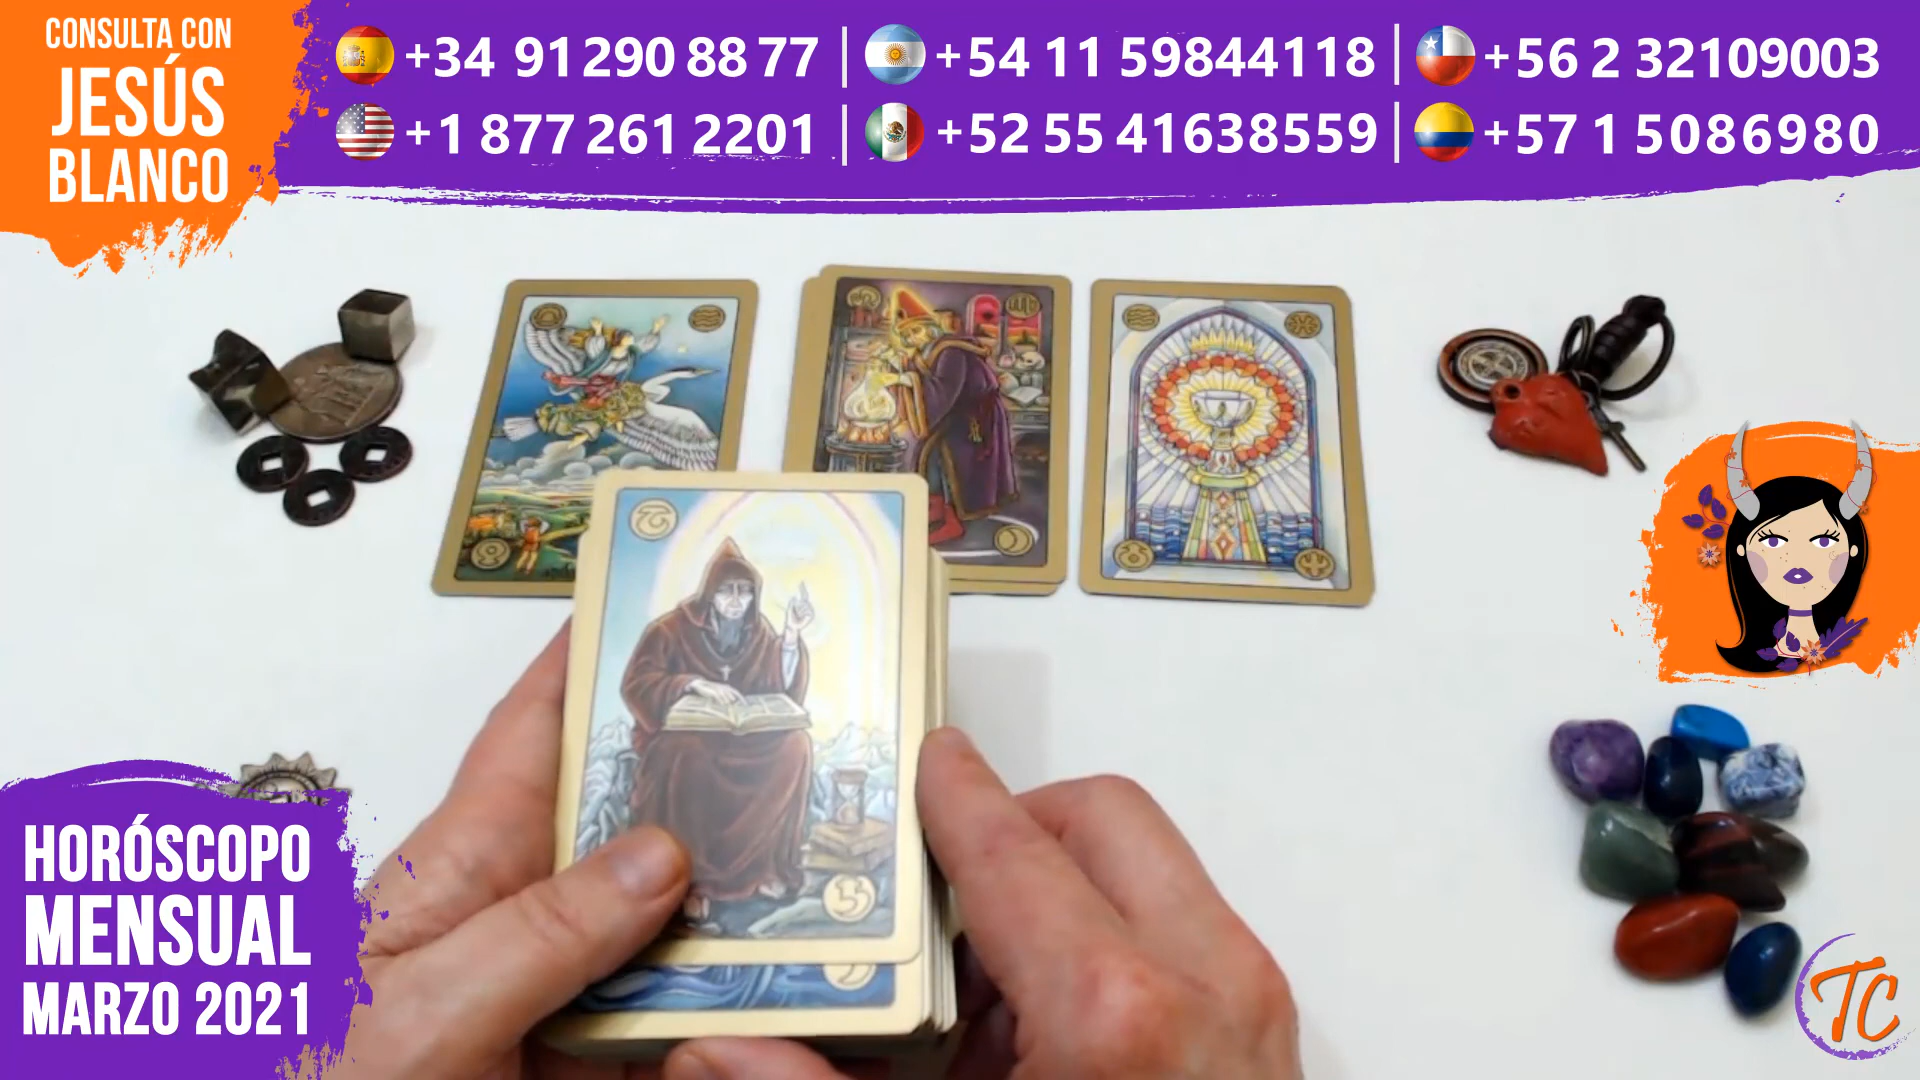 CONSULTA CON
JESÚS
BLANCO
+34 91 290 88 77 | +54 11 59844118 | +56 2 32109003
+1 877 261 2201 | +52 55 41638559 | +57 1 5086980
HORÓSCOPO
MENSUAL
MARZO 2021
TC